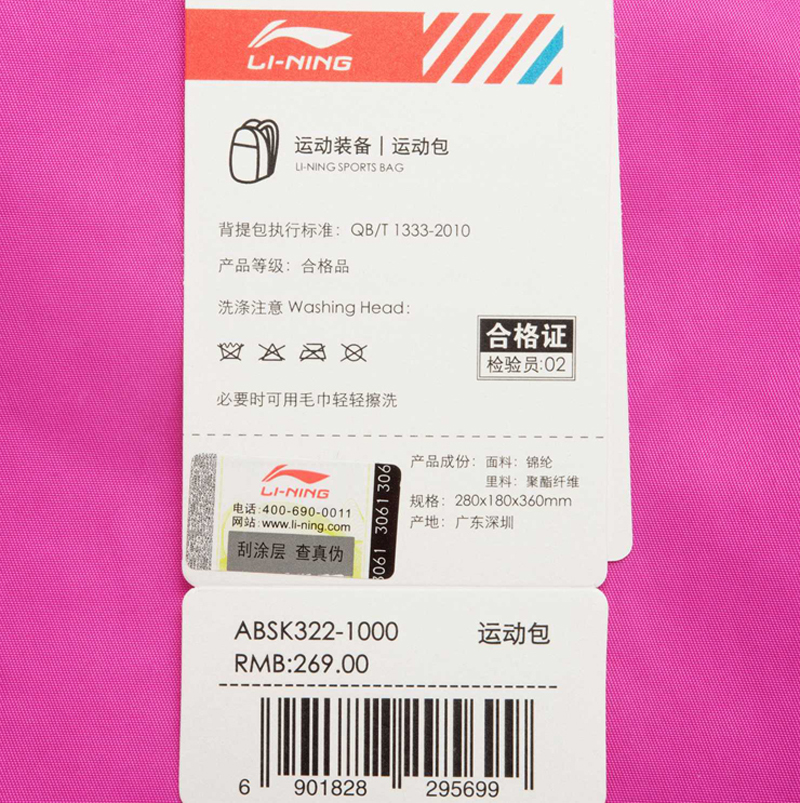 LI-NING
运动装备|运动包
LI-NING SPORTS BAG
背提包执行标准：QB/T 1333-2010
产品等级：合格品
洗涤注意 Washing Head:
合格证
检验员:02
必要时可用毛巾轻轻擦洗
LI-NING
电话:400-690-0011
网站:www.li-ning.com
刮涂层 查真伪
3061 3061 306
产品成份：面料：锦纶
里料：聚酯纤维
规格：280x180x360mm
产地：广东深圳
ABSK322-1000 运动包
RMB:269.00
6 901828 295699